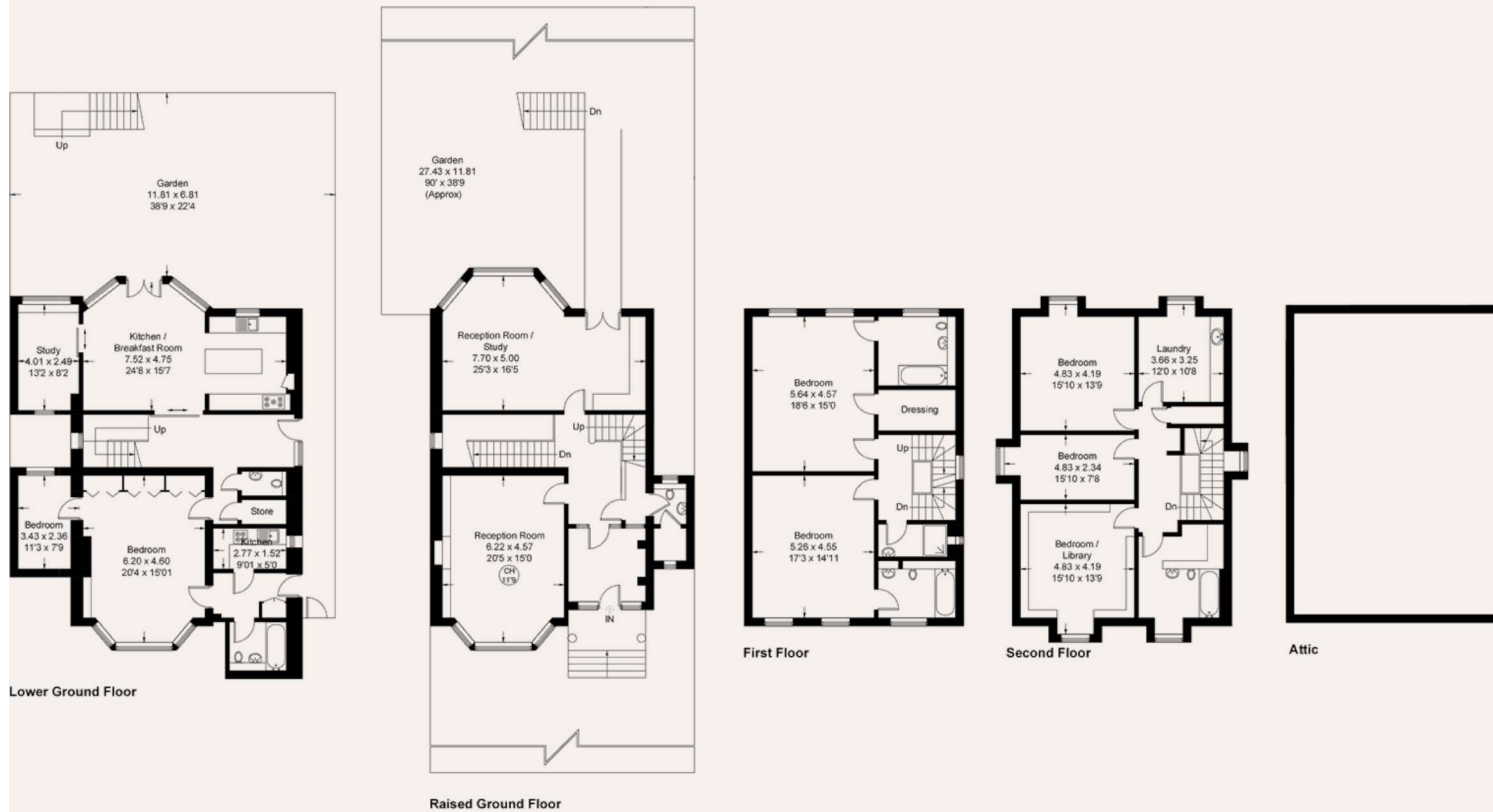 Up
Garden
11.81 x 6.81
38'9 x 22'4
Study
4.01 x 2.49
13'2 x 8'2
Kitchen /
Breakfast Room
7.52 x 4.75
24'8 x 15'7
Up
Store
Bedroom
3.43 x 2.36
11'3 x 7'9
Bedroom
6.20 x 4.60
20'4 x 15'01
Kitchen
2.77 x 1.52
9'01 x 5'0
Lower Ground Floor
Dn
Garden
27.43 x 11.81
90' x 38'9
(Approx)
Reception Room /
Study
7.70 x 5.00
25'3 x 16'5
Up
Dn
Reception Room
6.22 x 4.57
20'5 x 15'0
CH
11'9
IN
Raised Ground Floor
Bedroom
5.64 x 4.57
18'6 x 15'0
Dressing
Up
Dn
Bedroom
5.26 x 4.55
17'3 x 14'11
First Floor
Bedroom
4.83 x 4.19
15'10 x 13'9
Laundry
3.66 x 3.25
12'0 x 10'8
Bedroom
4.83 x 2.34
15'10 x 7'8
Dn
Bedroom /
Library
4.83 x 4.19
15'10 x 13'9
Second Floor
Attic